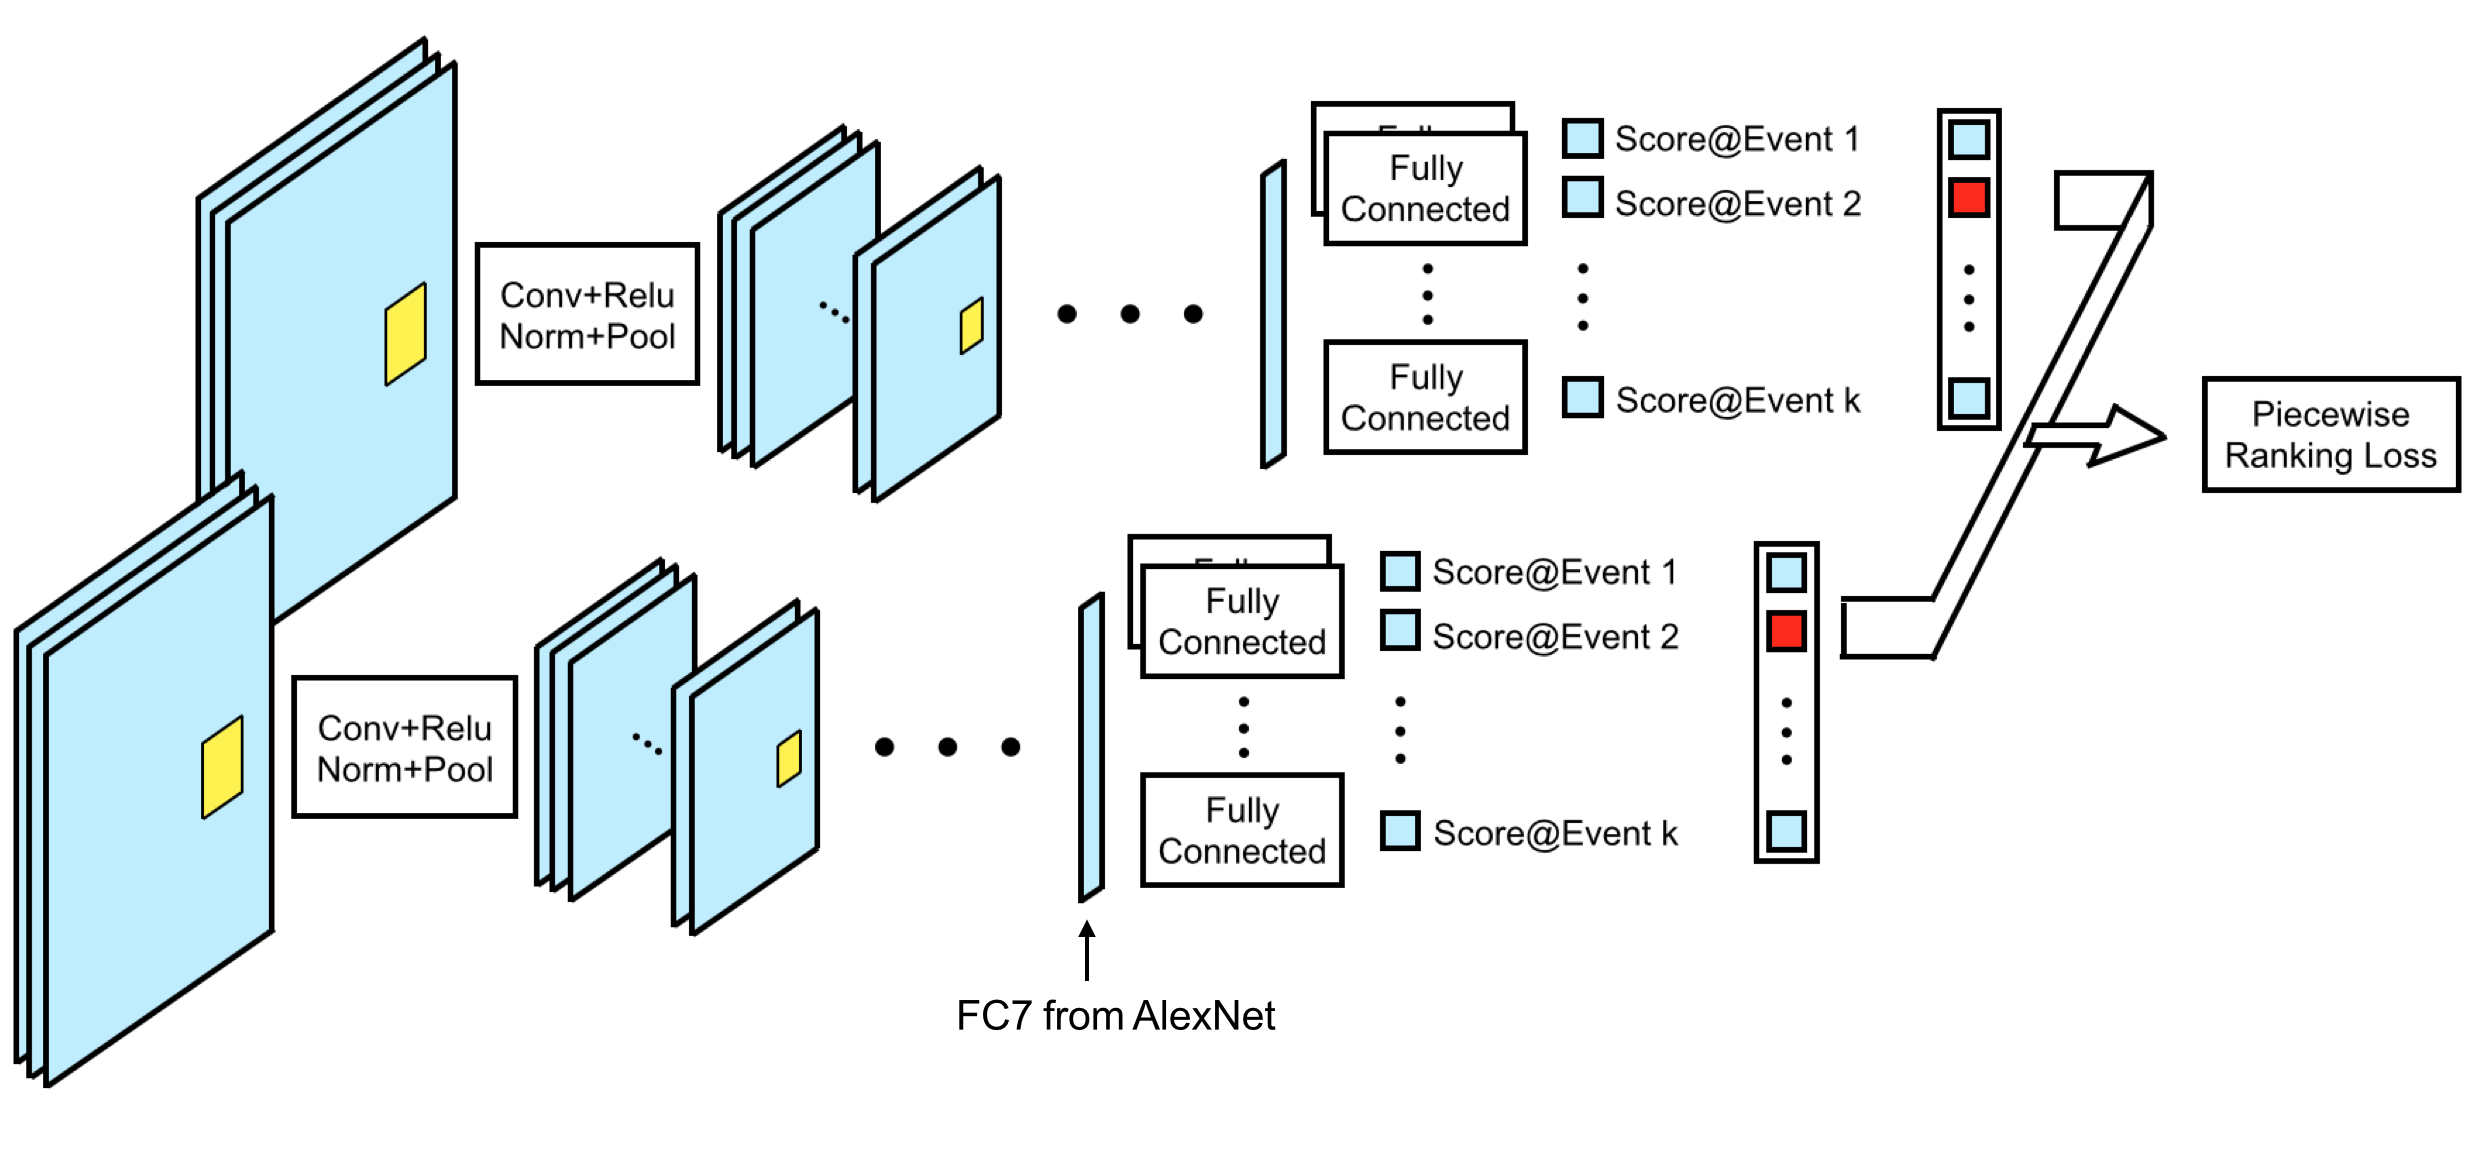 Conv+Relu
Norm+Pool
Fully
Connected
Fully
Connected
Score@Event 1
Score@Event 2
Score@Event k
Piecewise
Ranking Loss
Conv+Relu
Norm+Pool
Fully
Connected
Fully
Connected
Score@Event 1
Score@Event 2
Score@Event k
FC7 from AlexNet